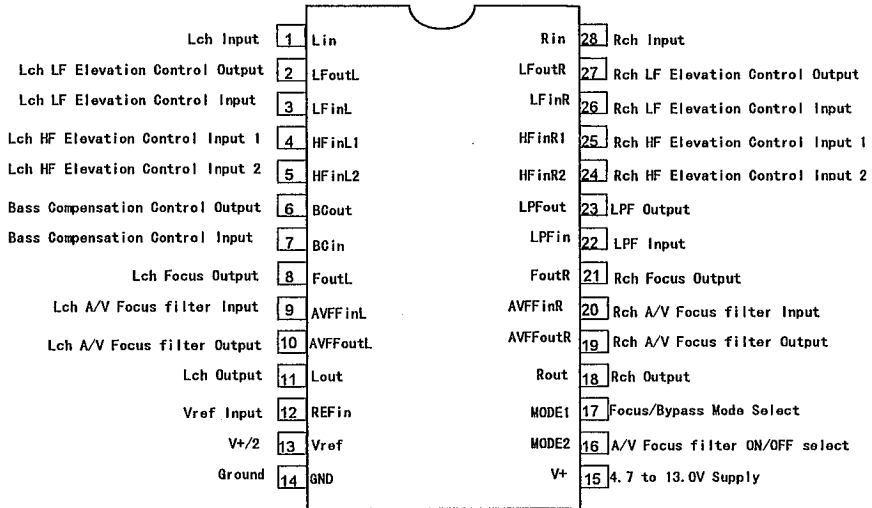 Lch Input 1 Lin Rin 28 Rch Input
Lch LF Elevation Control Output 2 LFoutL LFoutR 27 Rch LF Elevation Control Output
Lch LF Elevation Control Input 3 LFinL LFinR 26 Rch LF Elevation Control Input
Lch HF Elevation Control Input 1 4 HFinL1 HFinR1 25 Rch HF Elevation Control Input 1
Lch HF Elevation Control Input 2 5 HFinL2 HFinR2 24 Rch HF Elevation Control Input 2
Bass Compensation Control Output 6 BCout LPFout 23 LPF Output
Bass Compensation Control Input 7 BCin LPFin 22 LPF Input
Lch Focus Output 8 FoutL FoutR 21 Rch Focus Output
Lch A/V Focus filter Input 9 AVFFinL AVFFinR 20 Rch A/V Focus filter Input
Lch A/V Focus filter Output 10 AVFFoutL AVFFoutR 19 Rch A/V Focus filter Output
Lch Output 11 Lout Rout 18 Rch Output
Vref Input 12 REFin MODE1 17 Focus/Bypass Mode Select
V+/2 13 Vref MODE2 16 A/V Focus filter ON/OFF select
Ground 14 GND V+ 15 4.7 to 13.0V Supply